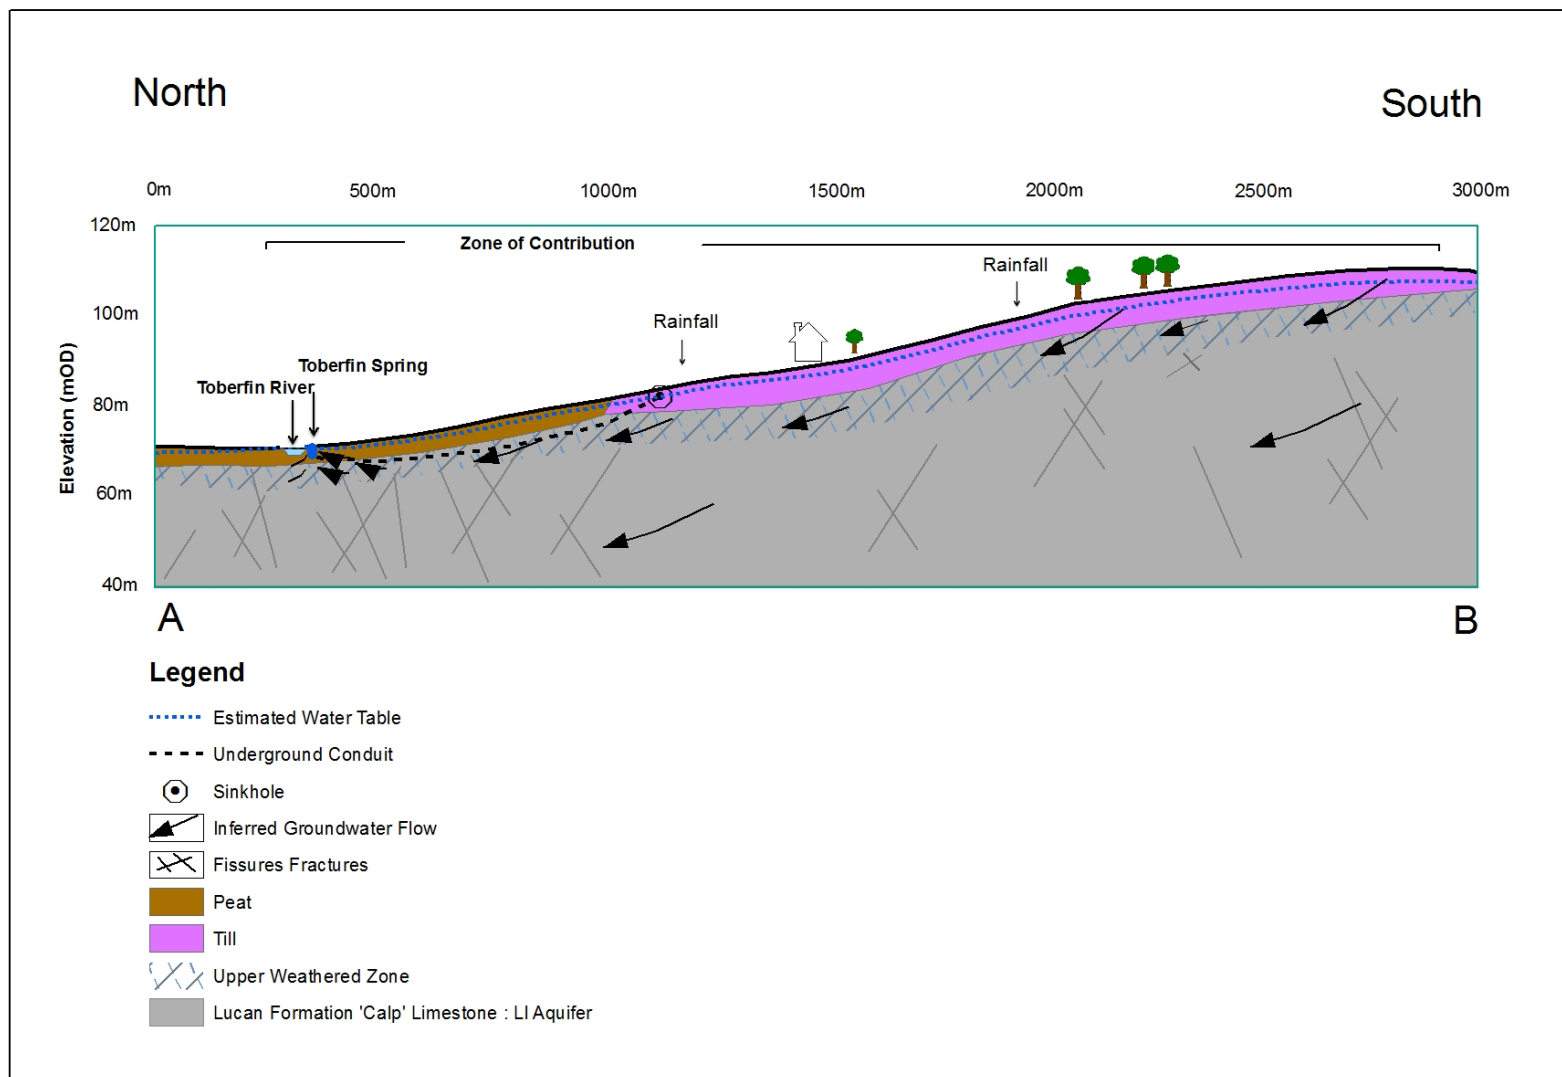 North
South
0m 500m 1000m 1500m 2000m 2500m 3000m
120m
Zone of Contribution
Rainfall
100m
Rainfall
Toberfin Spring
Toberfin River
80m
Elevation (mOD)
60m
40m
A B
Legend
Estimated Water Table
Underground Conduit
Sinkhole
Inferred Groundwater Flow
Fissures Fractures
Peat
Till
Upper Weathered Zone
Lucan Formation 'Calp' Limestone : LI Aquifer